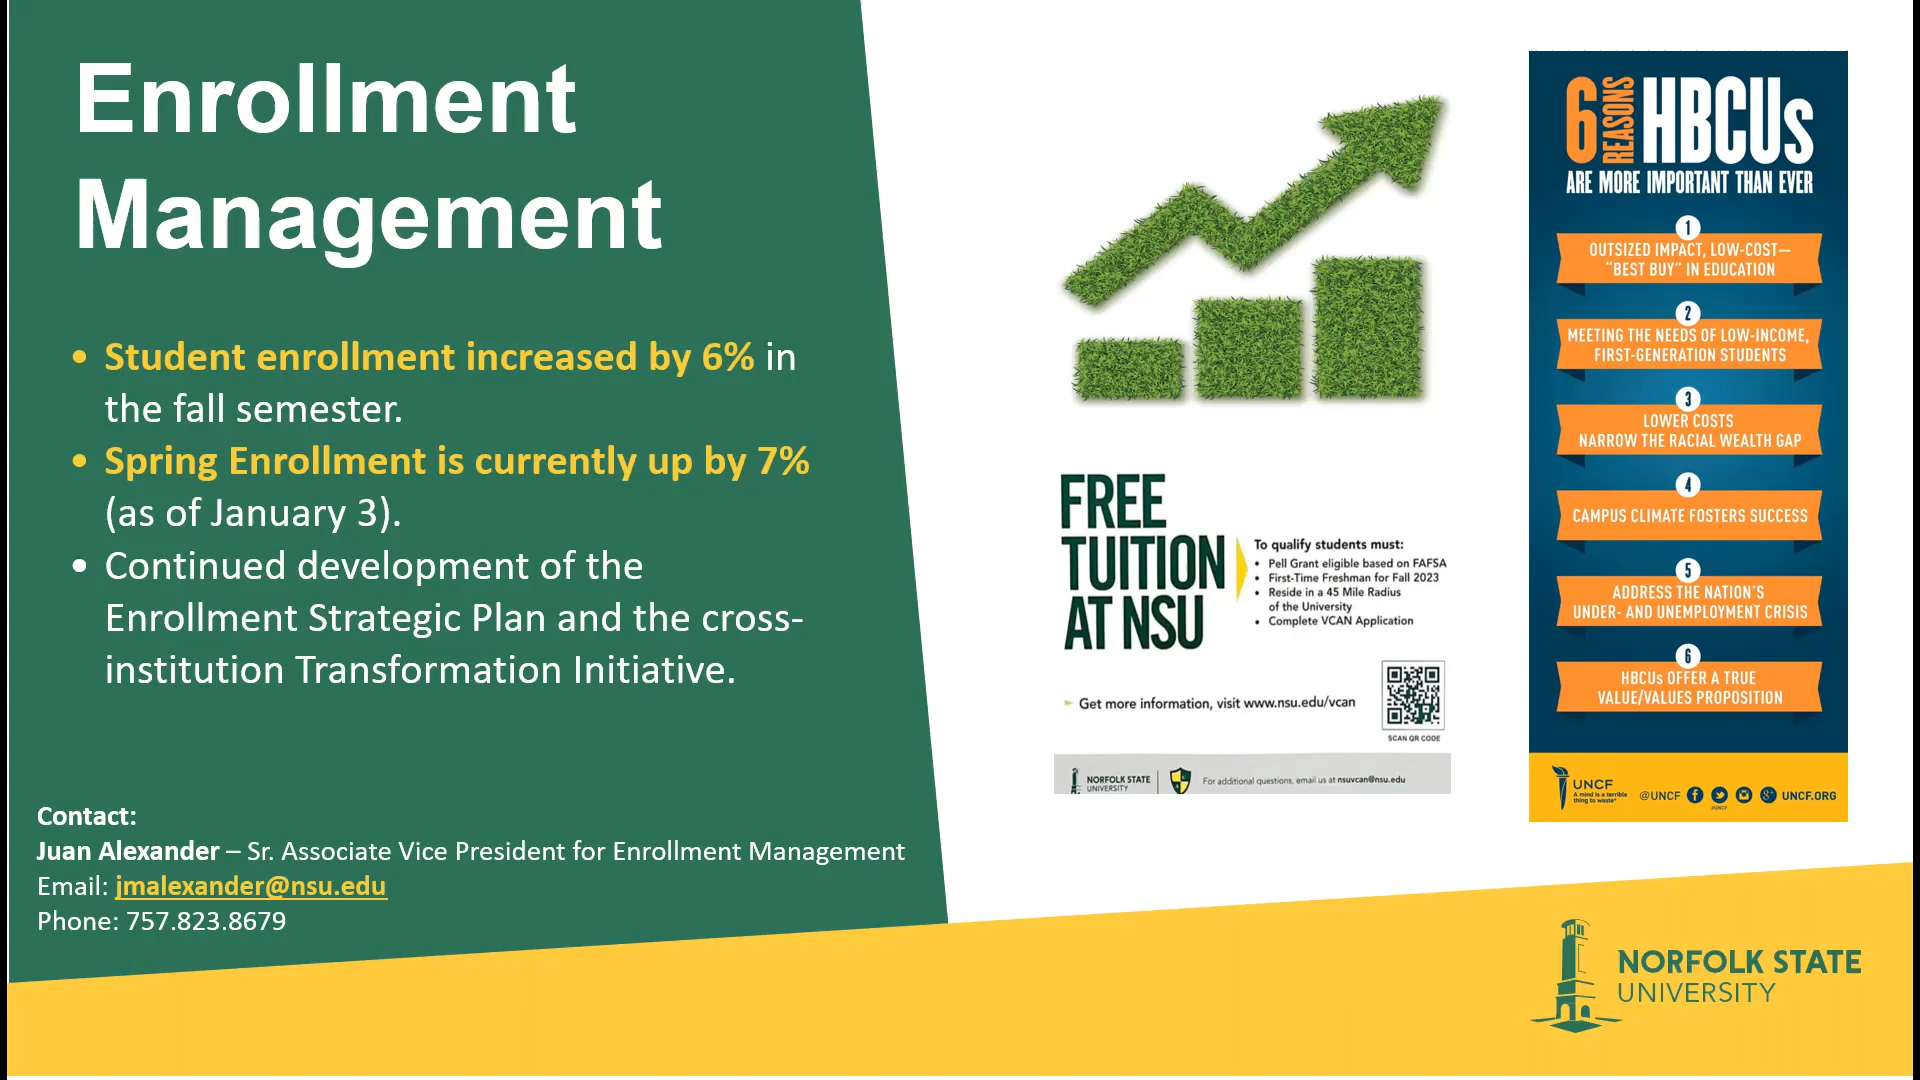 Enrollment
Management
• Student enrollment increased by 6% in
the fall semester.
• Spring Enrollment is currently up by 7%
(as of January 3).
• Continued development of the
Enrollment Strategic Plan and the cross-
institution Transformation Initiative.
Contact:
Juan Alexander – Sr. Associate Vice President for Enrollment Management
Email: jmalexander@nsu.edu
Phone: 757.823.8679
FREE
TUITION
AT NSU
To qualify students must:
• Pell Grant eligible based on FAFSA
• First-Time Freshman for Fall 2023
• Reside in a 45 Mile Radius
of the University
• Complete VCAN Application
Get more information, visit www.nsu.edu/vcan
SCAN QR CODE
NORFOLK STATE
UNIVERSITY
For additional questions, email us at nsuvcan@nsu.edu
6 REASONS HBCUs
ARE MORE IMPORTANT THAN EVER
1
OUTSIZED IMPACT, LOW-COST—
“BEST BUY” IN EDUCATION
2
MEETING THE NEEDS OF LOW-INCOME,
FIRST-GENERATION STUDENTS
3
LOWER COSTS
NARROW THE RACIAL WEALTH GAP
4
CAMPUS CLIMATE FOSTERS SUCCESS
5
ADDRESS THE NATION’S
UNDER- AND UNEMPLOYMENT CRISIS
6
HBCUs OFFER A TRUE
VALUE/VALUES PROPOSITION
UNCF
A mind is a terrible
thing to waste®
@UNCF
#UNCF
UNCF.ORG
NORFOLK STATE
UNIVERSITY